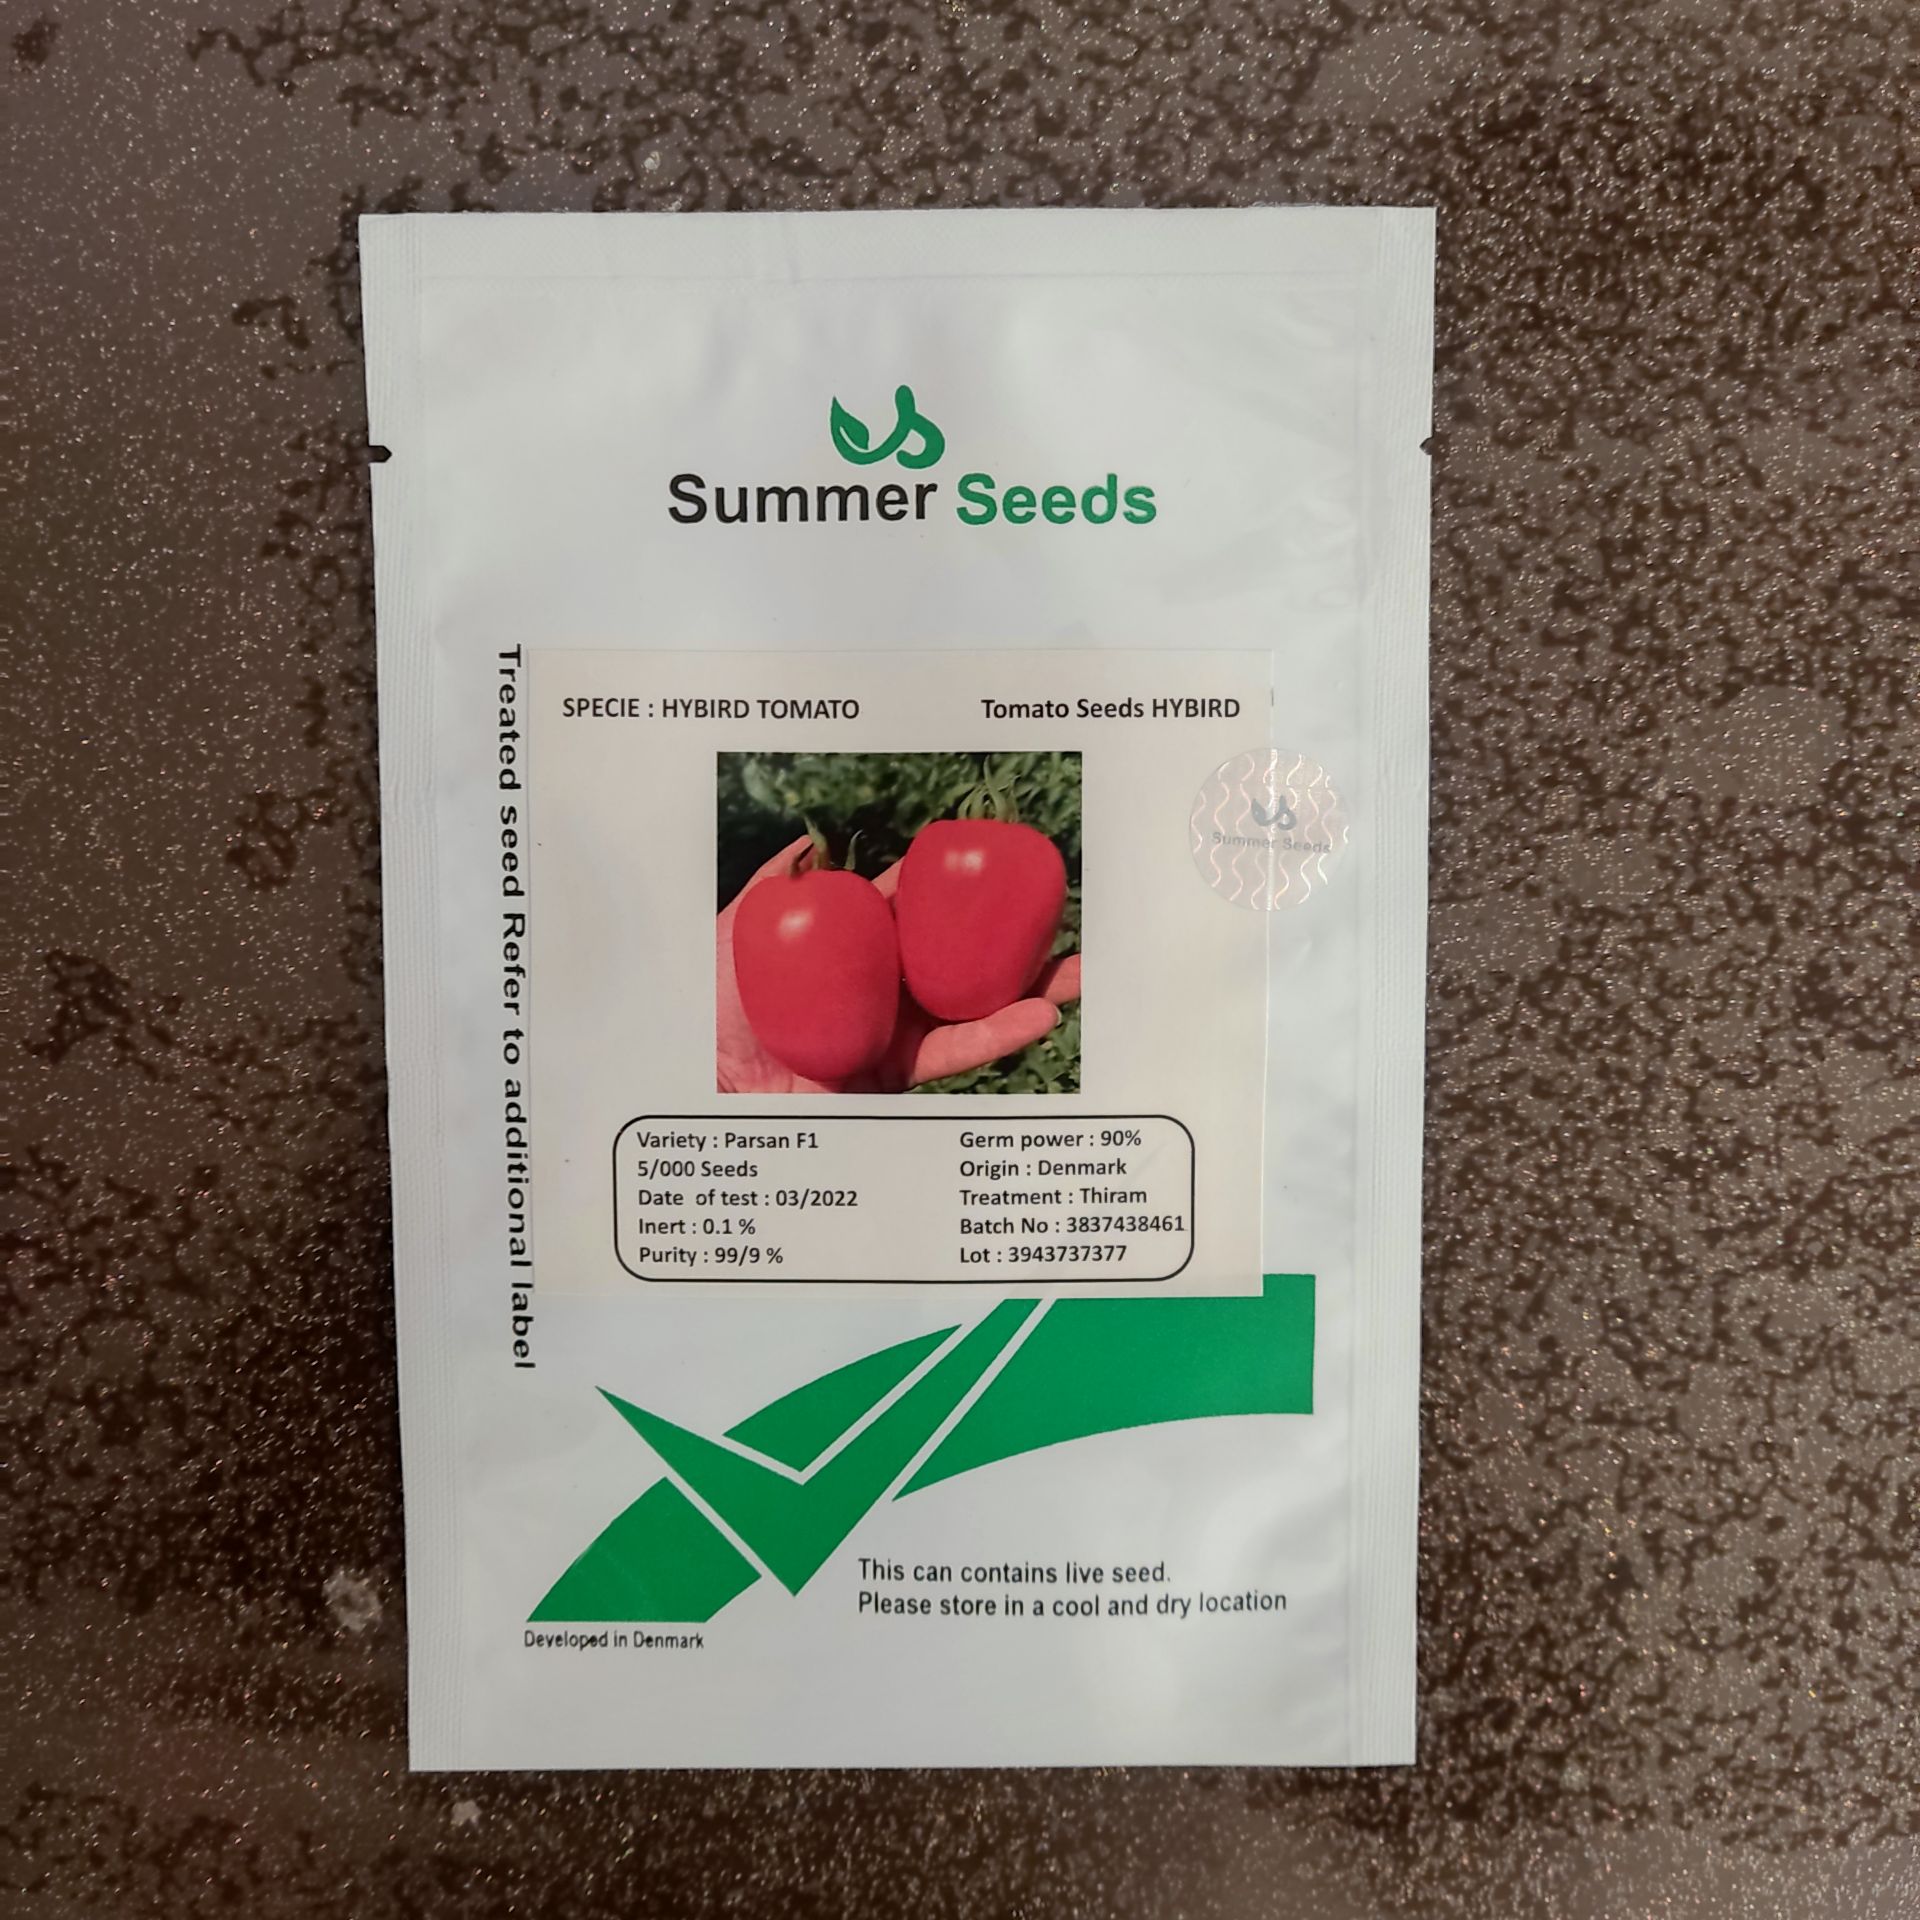 Summer Seeds
Treated seed Refer to additional label
SPECIE : HYBIRD TOMATO
Tomato Seeds HYBIRD
Summer Seeds
Variety : Parsan F1
5/000 Seeds
Date of test : 03/2022
Inert : 0.1 %
Purity : 99/9 %
Germ power : 90%
Origin : Denmark
Treatment : Thiram
Batch No : 3837438461
Lot : 3943737377
This can contains live seed.
Please store in a cool and dry location
Developed in Denmark